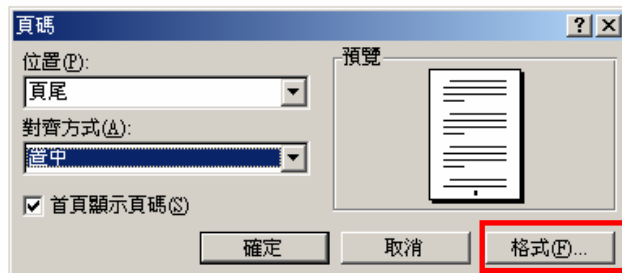 頁碼
位置(P):
頁尾
對齊方式(A):
置中
首頁顯示頁碼(S)
預覽
確定
取消
格式(F)...